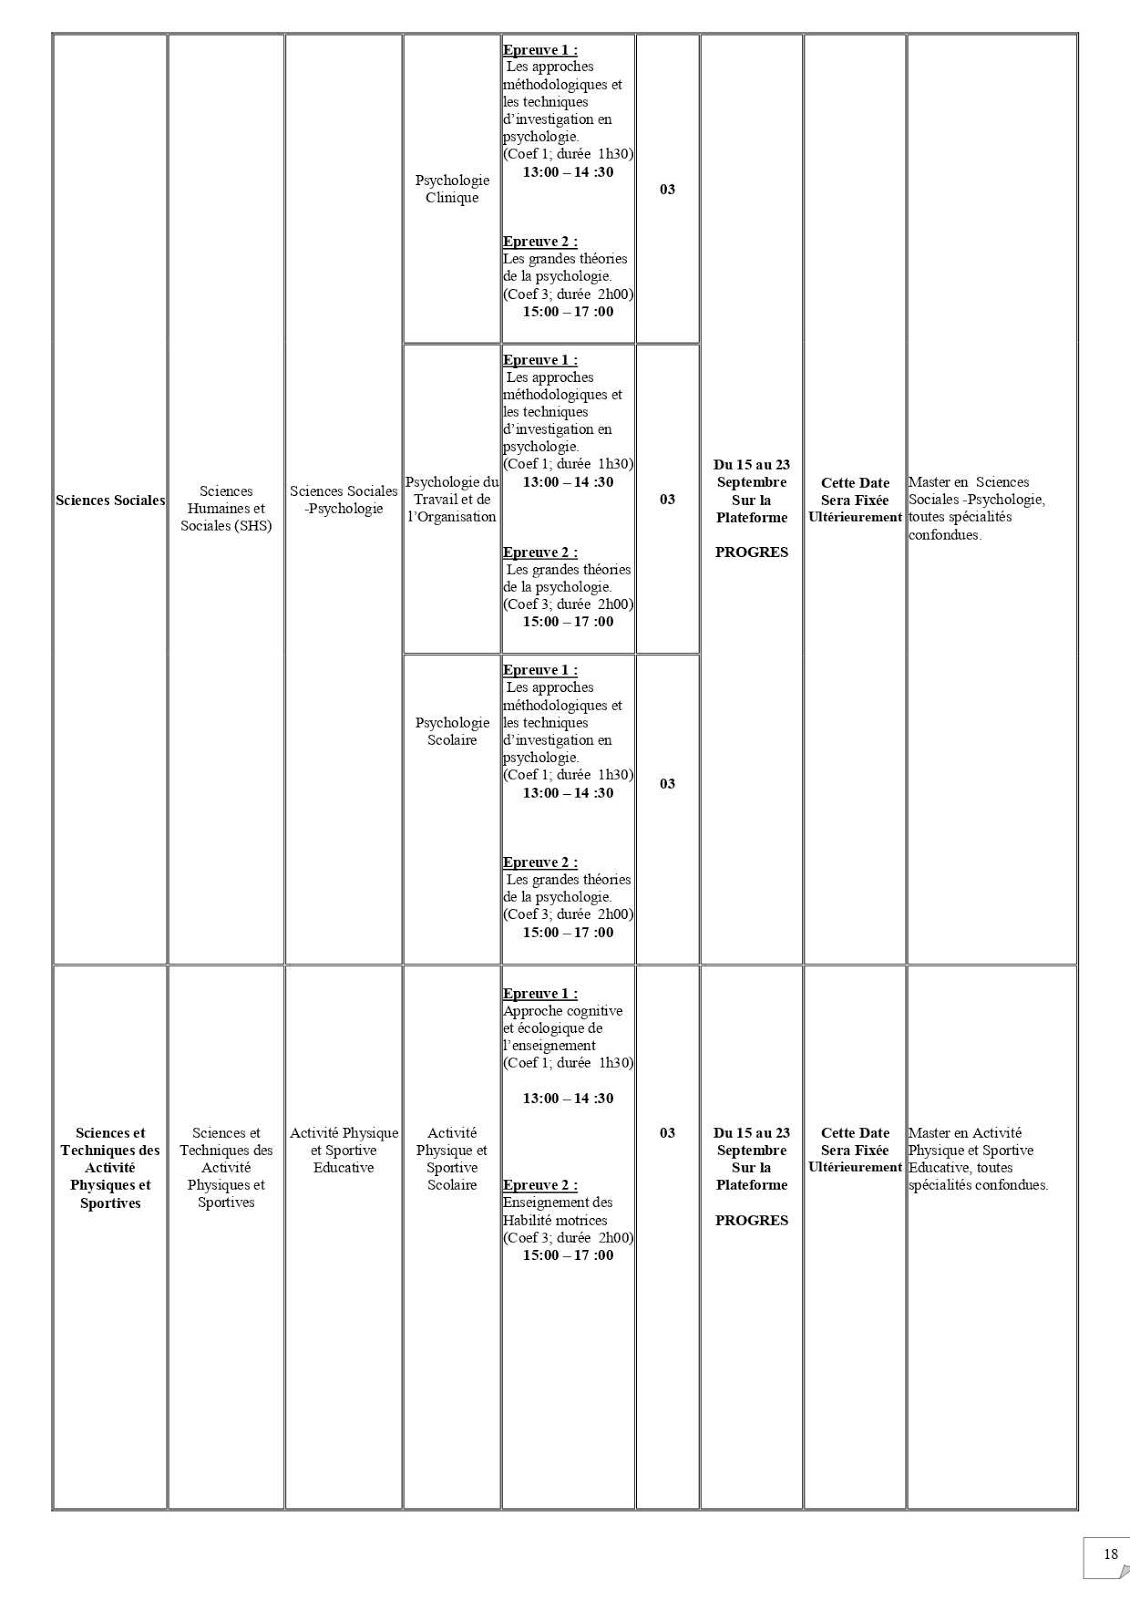 Epreuve 1 :
Les approches
méthodologiques et
les techniques
d’investigation en
psychologie.
(Coef 1; durée 1h30)
13:00 – 14 :30
Psychologie
Clinique
03
Epreuve 2 :
Les grandes théories
de la psychologie.
(Coef 3; durée 2h00)
15:00 – 17 :00
Sciences Sociales
Sciences
Humaines et
Sociales (SHS)
Sciences Sociales
-Psychologie
Psychologie du
Travail et de
l’Organisation
Epreuve 1 :
Les approches
méthodologiques et
les techniques
d’investigation en
psychologie.
(Coef 1; durée 1h30)
13:00 – 14 :30
Epreuve 2 :
Les grandes théories
de la psychologie.
(Coef 3; durée 2h00)
15:00 – 17 :00
03
Du 15 au 23
Septembre
Sur la
Plateforme
PROGRES
Cette Date
Sera Fixée
Ultérieurement
Master en Sciences
Sociales -Psychologie,
toutes spécialités
confondues.
Psychologie
Scolaire
Epreuve 1 :
Les approches
méthodologiques et
les techniques
d’investigation en
psychologie.
(Coef 1; durée 1h30)
13:00 – 14 :30
Epreuve 2 :
Les grandes théories
de la psychologie.
(Coef 3; durée 2h00)
15:00 – 17 :00
03
Sciences et
Techniques des
Activité
Physiques et
Sportives
Sciences et
Techniques des
Activité
Physiques et
Sportives
Activité Physique
et Sportive
Educative
Activité
Physique et
Sportive
Scolaire
Epreuve 1 :
Approche cognitive
et écologique de
l’enseignement
(Coef 1; durée 1h30)
13:00 – 14 :30
Epreuve 2 :
Enseignement des
Habilité motrices
(Coef 3; durée 2h00)
15:00 – 17 :00
03
Du 15 au 23
Septembre
Sur la
Plateforme
PROGRES
Cette Date
Sera Fixée
Ultérieurement
Master en Activité
Physique et Sportive
Educative, toutes
spécialités confondues.
18